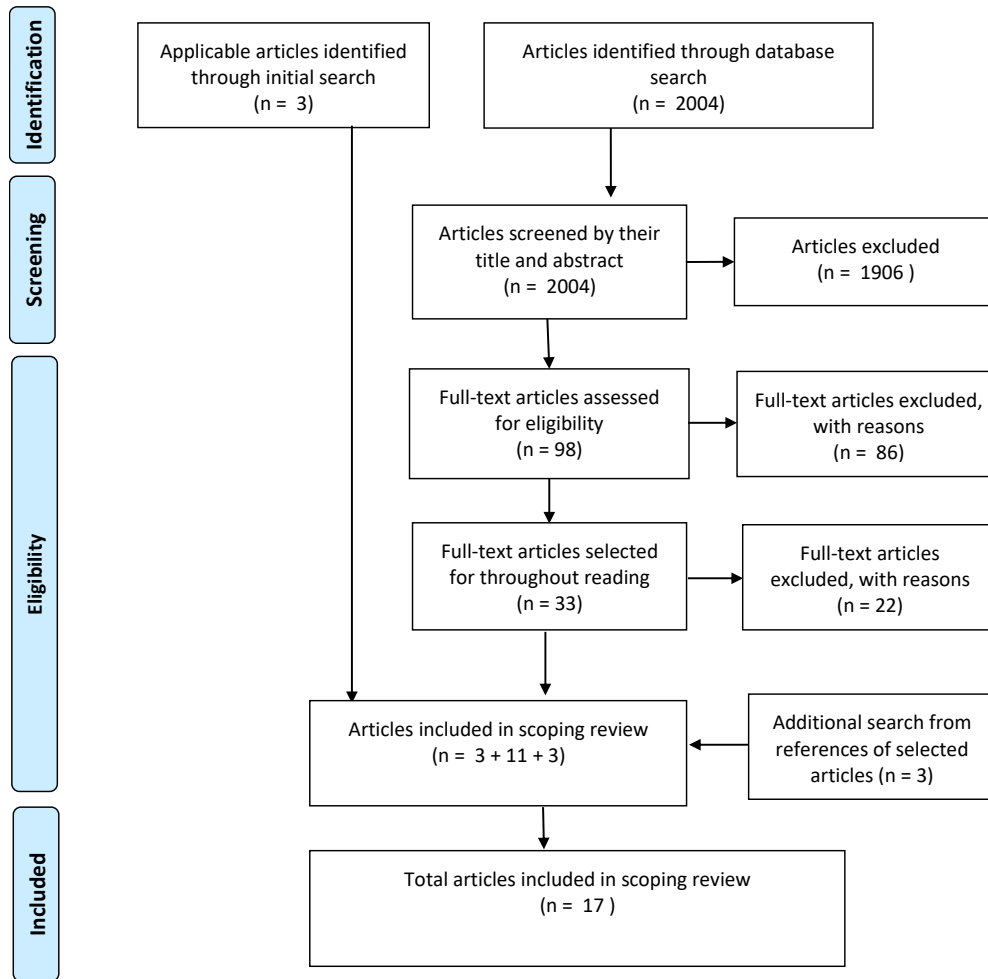 Identification
Applicable articles identified
through initial search
(n = 3)
Articles identified through database
search
(n = 2004)
Screening
Articles screened by their
title and abstract
(n = 2004)
Articles excluded
(n = 1906 )
Eligibility
Full-text articles assessed
for eligibility
(n = 98)
Full-text articles excluded,
with reasons
(n = 86)
Full-text articles selected
for throughout reading
(n = 33)
Full-text articles
excluded, with reasons
(n = 22)
Articles included in scoping review
(n = 3 + 11 + 3)
Additional search from
references of selected
articles (n = 3)
Included
Total articles included in scoping review
(n = 17 )